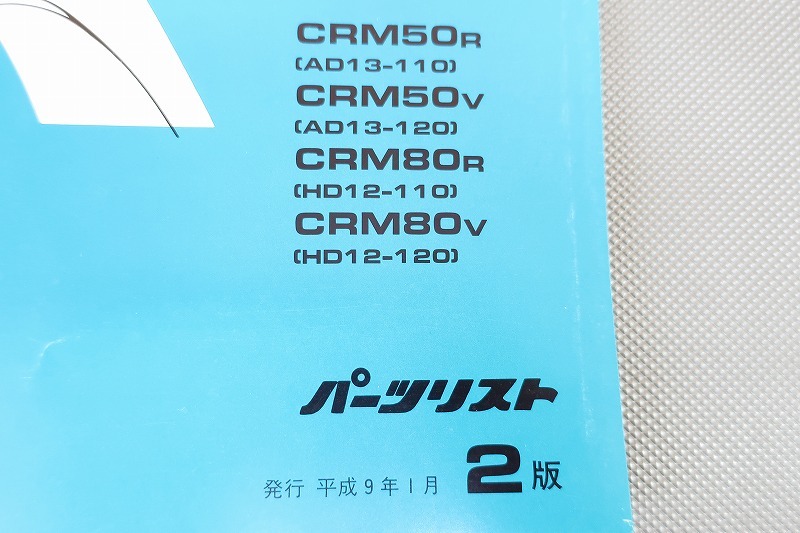 CRM50R
(AD13-110)
CRM50V
(AD13-120)
CRM80R
(HD12-110)
CRM80V
(HD12-120)
パーツリスト
発行 平成9年1月 2版